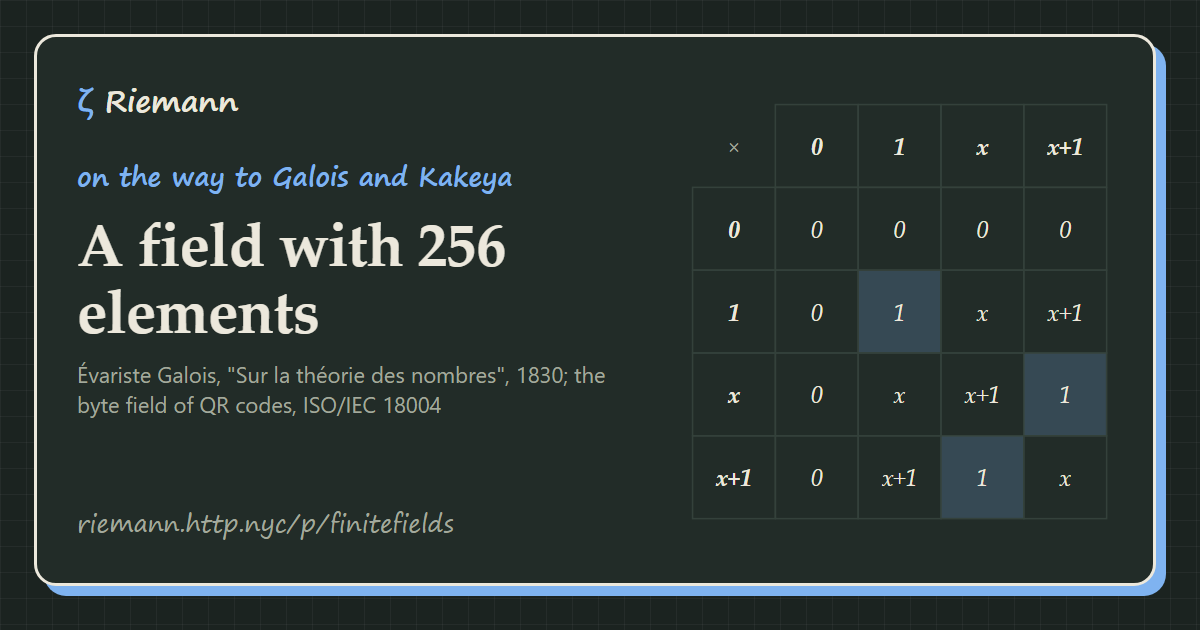 ζ Riemann
on the way to Galois and Kakeya
A field with 256
elements
Évariste Galois, "Sur la théorie des nombres", 1830; the
byte field of QR codes, ISO/IEC 18004
riemann.http.nyc/p/finitefields
× 0 1 x x+1
0 0 0 0 0
1 0 1 x x+1
x 0 x x+1 1
x+1 0 x+1 1 x